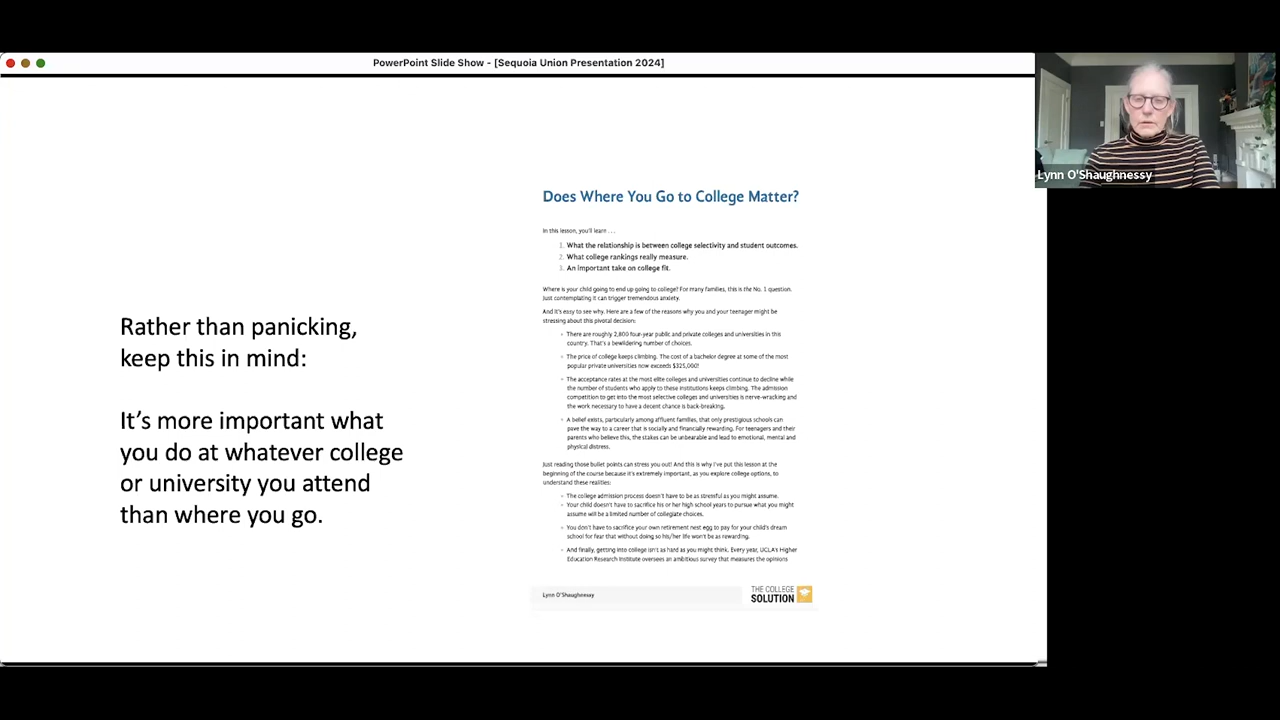 PowerPoint Slide Show - [Sequoia Union Presentation 2024]
Lynn O'Shaughnessy
Rather than panicking,
keep this in mind:
It's more important what
you do at whatever college
or university you attend
than where you go.
Does Where You Go to College Matter?
In this lesson, you'll learn . . .
1. What the relationship is between college selectivity and student outcomes.
2. What college rankings really measure.
3. An important take on college fit.
Where is your child going to end up going to college? For many families, this is the No. 1 question.
Just contemplating it can trigger tremendous anxiety.
And it's easy to see why. Here are a few of the reasons why you and your teenager might be
stressing about this pivotal decision:
• There are roughly 2,800 four-year public and private colleges and universities in this
country. That's a bewildering number of choices.
• The price of college keeps climbing. The cost of a bachelor degree at some of the most
popular private universities now exceeds $325,000!
• The acceptance rates at the most elite colleges and universities continue to decline while
the number of students who apply to these institutions keeps climbing. The admission
competition to get into the most selective colleges and universities is nerve-wracking and
the work necessary to have a decent chance is back-breaking.
• A belief exists, particularly among affluent families, that only prestigious schools can
pave the way to a career that is socially and financially rewarding. For teenagers and their
parents who believe this, the stakes can be unbearable and lead to emotional, mental and
physical distress.
Just reading those bullet points can stress you out! And this is why I've put this lesson at the
beginning of the course because it's extremely important, as you explore college options, to
understand these realities:
• The college admission process doesn't have to be as stressful as you might assume.
• Your child doesn't have to sacrifice his or her high school years to pursue what you might
assume will be a limited number of collegiate choices.
• You don't have to sacrifice your own retirement nest egg to pay for your child's dream
school for fear that without doing so his/her life won't be as rewarding.
• And finally, getting into college isn't as hard as you might think. Every year, UCLA's Higher
Education Research Institute oversees an ambitious survey that measures the opinions
Lynn O'Shaughnessy
THE COLLEGE
SOLUTION